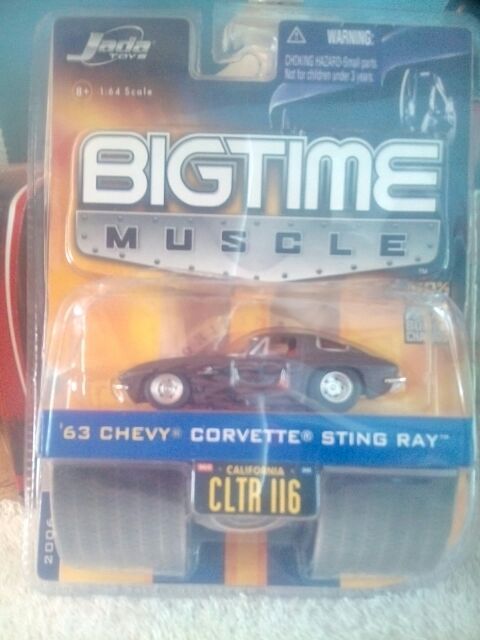 Jada
TOYS
8+ 1:64 Scale
WARNING:
CHOKING HAZARD-Small parts
Not for children under 3 years.
BIGTIME
MUSCLE™
'63 CHEVY® CORVETTE® STING RAY™
CALIFORNIA
CLTR 116
2006